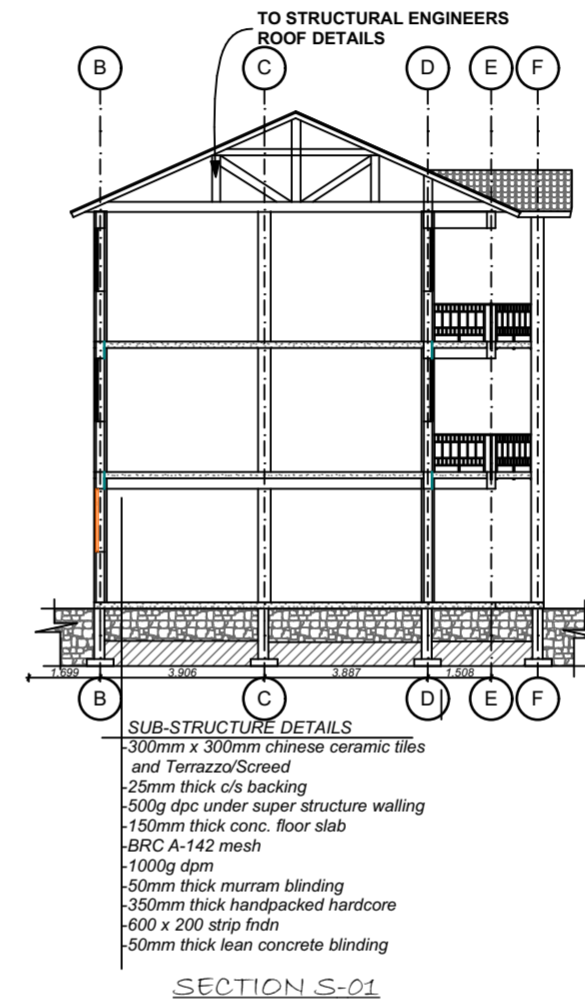 TO STRUCTURAL ENGINEERS
ROOF DETAILS
B C D E F
1.699 3.906 3.887 1.508
B C D E F
SUB-STRUCTURE DETAILS
-300mm x 300mm chinese ceramic tiles
and Terrazzo/Screed
-25mm thick c/s backing
-500g dpc under super structure walling
-150mm thick conc. floor slab
-BRC A-142 mesh
-1000g dpm
-50mm thick murram blinding
-350mm thick handpacked hardcore
-600 x 200 strip fndn
-50mm thick lean concrete blinding
SECTION S-01